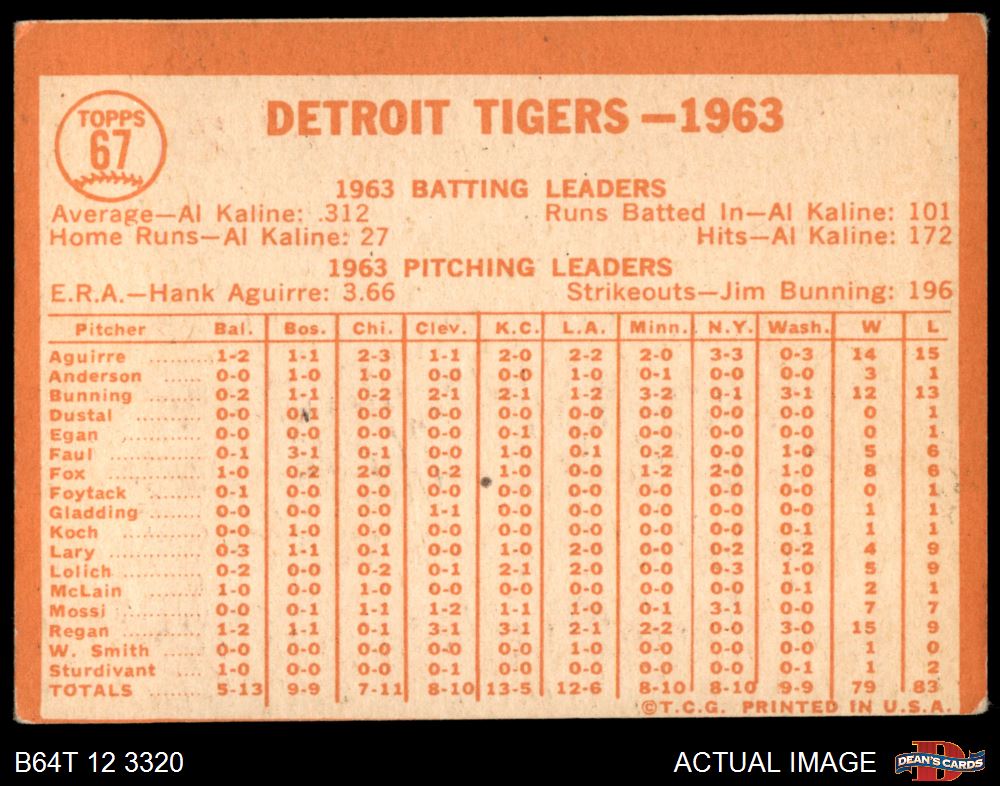 TOPPS
67
DETROIT TIGERS—1963
1963 BATTING LEADERS
Average—Al Kaline: .312 Runs Batted In—Al Kaline: 101
Home Runs—Al Kaline: 27 Hits—Al Kaline: 172
1963 PITCHING LEADERS
E.R.A.—Hank Aguirre: 3.66 Strikeouts—Jim Bunning: 196
Pitcher Bal. Bos. Chi. Clev. K.C. L.A. Minn. N.Y. Wash. W L
Aguirre .......... 1-2 1-1 2-3 1-1 2-0 2-2 2-0 3-3 0-3 14 15
Anderson ...... 0-0 1-0 1-0 0-0 0-0 1-0 0-1 0-0 0-0 3 1
Bunning ........ 0-2 1-1 0-2 2-1 2-1 1-2 3-2 0-1 3-1 12 13
Dustal .......... 0-0 0-1 0-0 0-0 0-0 0-0 0-0 0-0 0-0 0 1
Egan ............ 0-0 0-0 0-0 0-0 0-1 0-0 0-0 0-0 0-0 0 1
Faul .............. 0-1 3-1 0-1 0-0 1-0 0-1 0-2 0-0 1-0 5 6
Fox .............. 1-0 0-2 2-0 0-2 1-0 0-0 1-2 2-0 1-0 8 6
Foytack ........ 0-1 0-0 0-0 0-0 0-0 0-0 0-0 0-0 0-0 0 1
Gladding ....... 0-0 0-0 0-0 1-1 0-0 0-0 0-0 0-0 0-0 1 1
Koch ............ 0-0 1-0 0-0 0-0 0-0 0-0 0-0 0-0 0-1 1 1
Lary .............. 0-3 1-1 0-1 0-0 1-0 2-0 0-0 0-2 0-2 4 9
Lolich ............ 0-2 0-0 0-2 0-1 2-1 2-0 0-0 0-3 1-0 5 9
McLain .......... 1-0 0-0 1-0 0-0 0-0 0-0 0-0 0-0 0-1 2 1
Mossi ............ 0-0 0-1 1-1 1-2 1-1 1-0 0-1 3-1 0-0 7 7
Regan .......... 1-2 1-1 0-1 3-1 3-1 2-1 2-2 0-0 3-0 15 9
W. Smith ....... 0-0 0-0 0-0 0-0 0-0 1-0 0-0 0-0 0-0 1 0
Sturdivant ..... 1-0 0-0 0-0 0-1 0-0 0-0 0-0 0-0 0-1 1 2
TOTALS ..... 5-13 9-9 7-11 8-10 13-5 12-6 8-10 8-10 9-9 79 83
©T.C.G. PRINTED IN U.S.A.
B64T 12 3320 ACTUAL IMAGE
D
DEAN'S CARDS